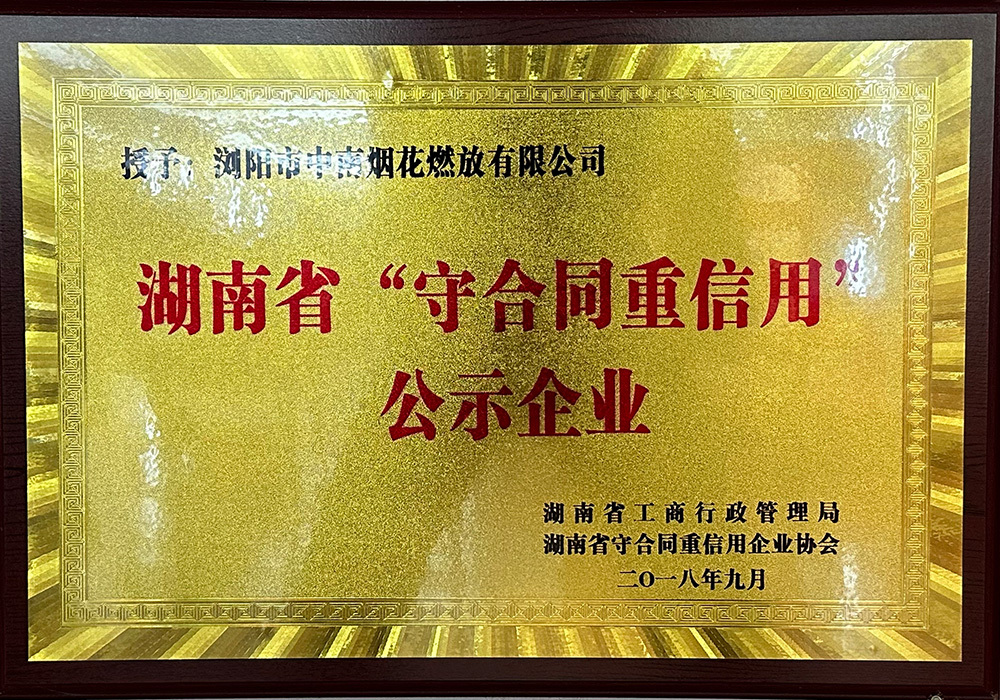 授予：浏阳市中南烟花燃放有限公司
湖南省“守合同重信用”
公示企业
湖南省工商行政管理局
湖南省守合同重信用企业协会
二O一八年九月